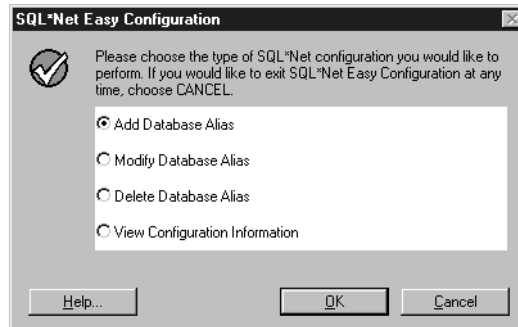 SQL*Net Easy Configuration
Please choose the type of SQL*Net configuration you would like to
perform. If you would like to exit SQL*Net Easy Configuration at any
time, choose CANCEL.
Add Database Alias
Modify Database Alias
Delete Database Alias
View Configuration Information
Help...
OK
Cancel